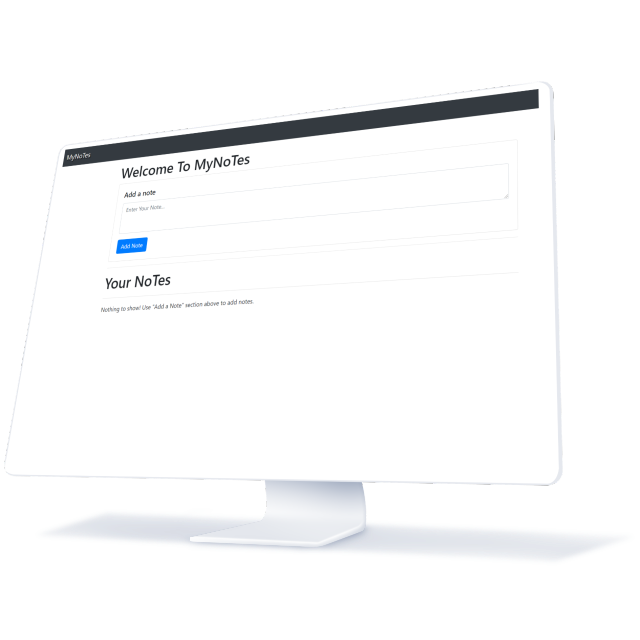 MyNoTes
Welcome To MyNoTes
Add a note
Enter Your Note...
Add Note
Your NoTes
Nothing to show! Use "Add a Note" section above to add notes.